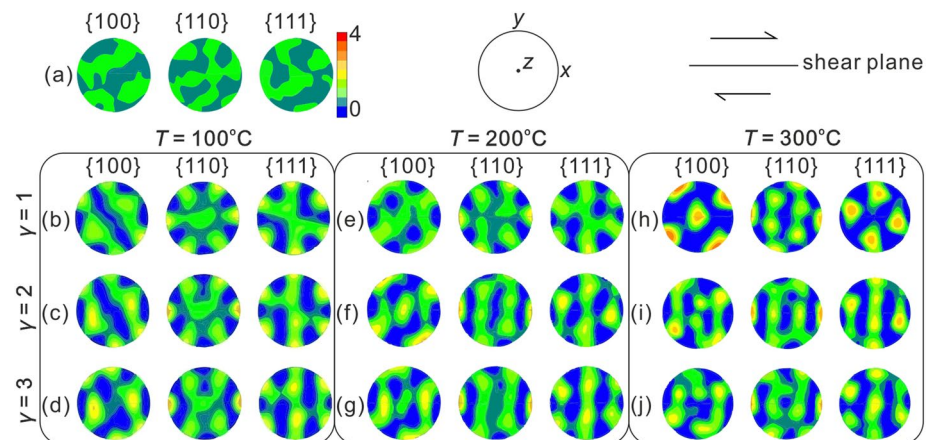 {100} {110} {111}
(a)
4
0
y
z
x
shear plane
T = 100°C T = 200°C T = 300°C
{100} {110} {111} {100} {110} {111} {100} {110} {111}
γ = 1
(b) (e) (h)
γ = 2
(c) (f) (i)
γ = 3
(d) (g) (j)